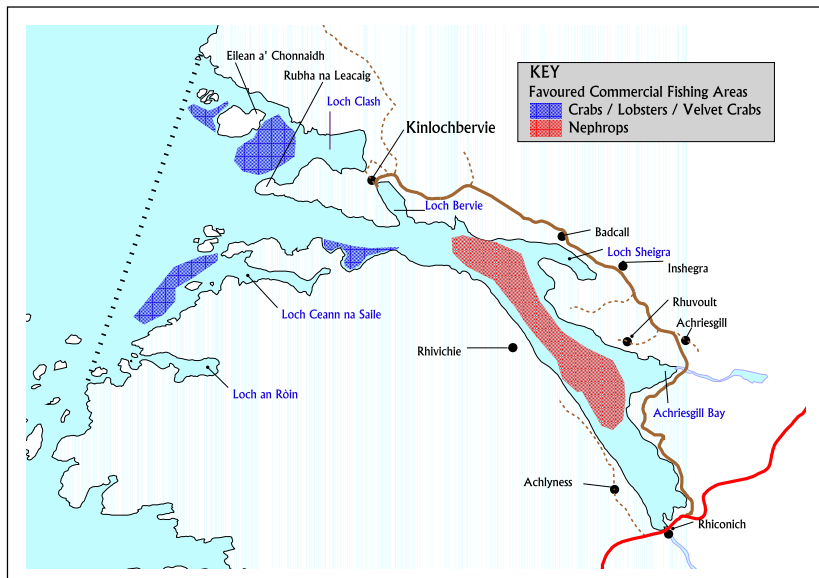 Eilean a' Chonnaidh
Rubha na Leacaig
Loch Clash
KEY
Favoured Commercial Fishing Areas
Crabs / Lobsters / Velvet Crabs
Nephrops
Kinlochbervie
Loch Bervie
Badcall
Loch Sheigra
Inshegra
Loch Ceann na Saile
Rhuvoult
Achriesgill
Rhivichie
Loch an Ròin
Achriesgill Bay
Achlyness
Rhiconich